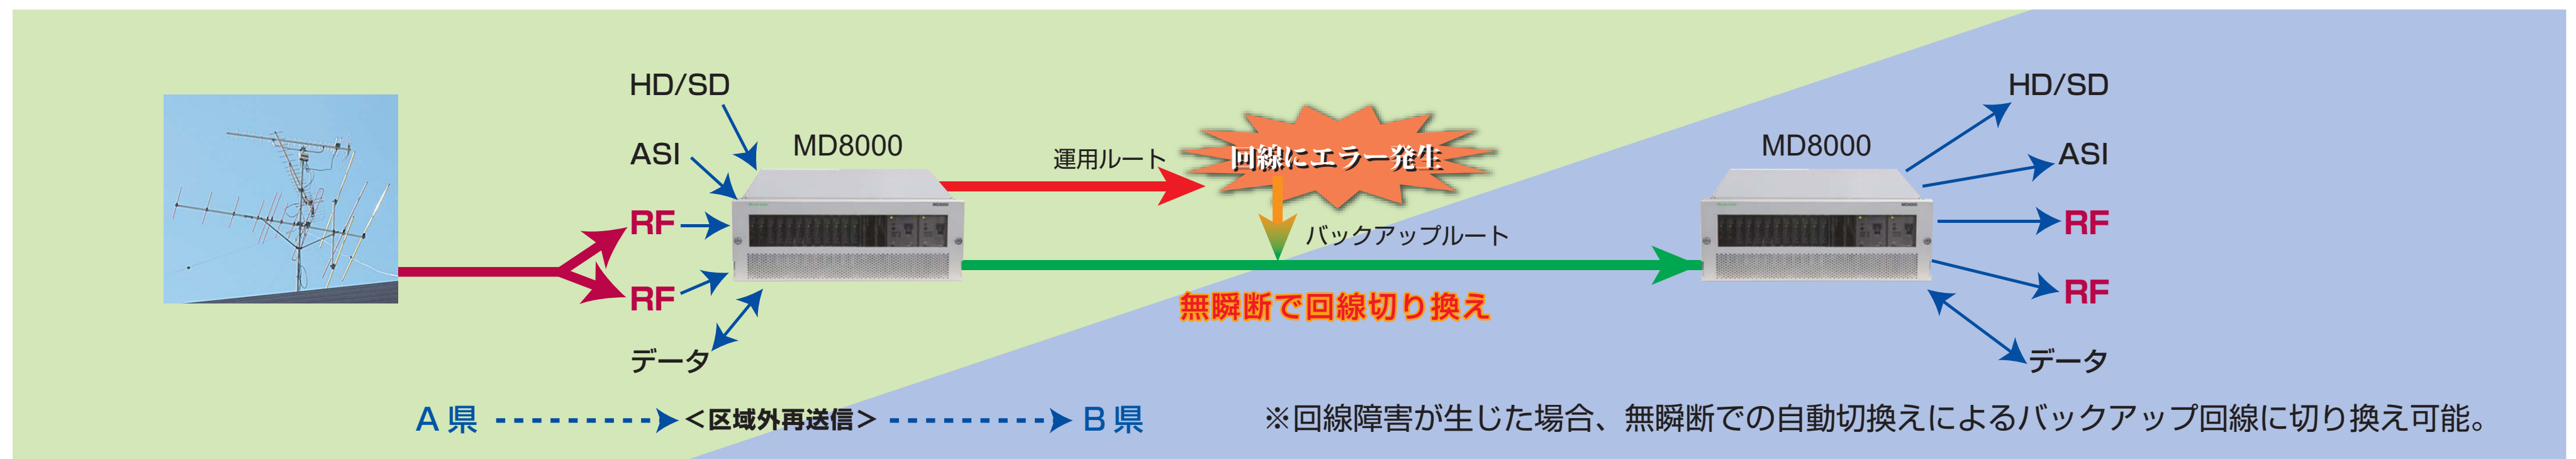 HD/SD
ASI
RF
RF
データ
MD8000
MD8000
運用ルート
回線にエラー発生
バックアップルート
無瞬断で回線切り換え
MD8000
MD8000
HD/SD
ASI
RF
RF
データ
A県 <区域外再送信> B県
※回線障害が生じた場合、無瞬断での自動切換えによるバックアップ回線に切り換え可能。